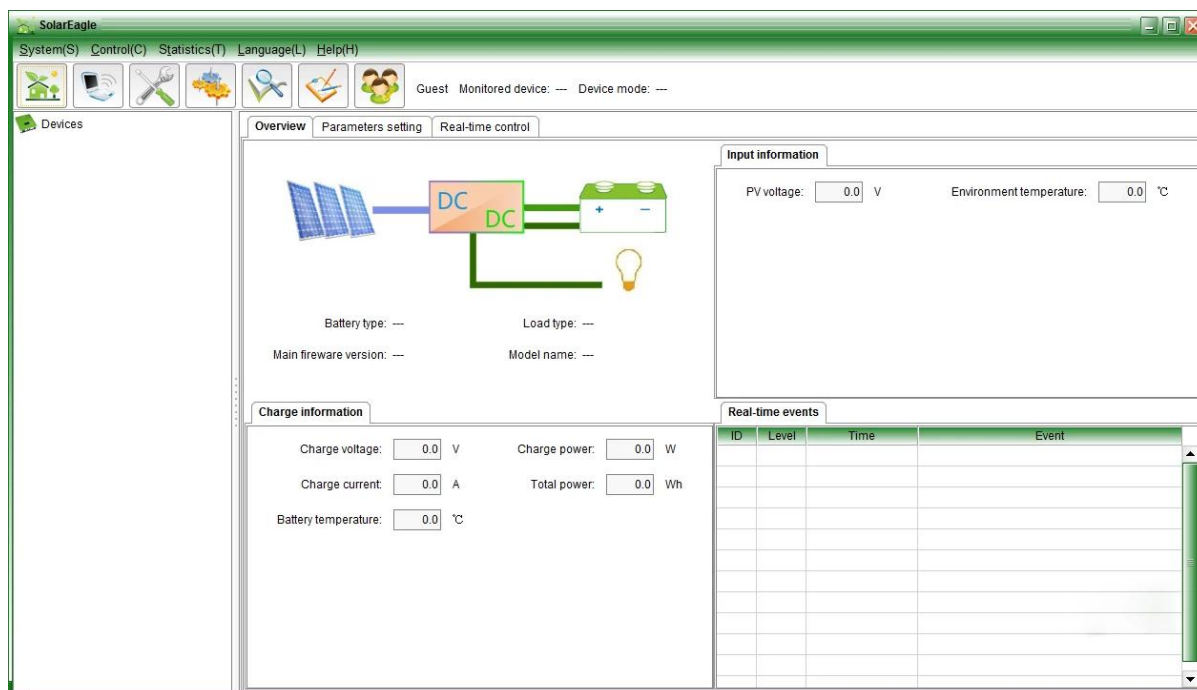 SolarEagle
System(S) Control(C) Statistics(T) Language(L) Help(H)
Guest Monitored device: --- Device mode: ---
Devices
Overview Parameters setting Real-time control
DC
DC
+ −
Battery type: --- Load type: ---
Main fireware version: --- Model name: ---
Input information
PV voltage: 0.0 V Environment temperature: 0.0 ℃
Charge information
Charge voltage: 0.0 V Charge power: 0.0 W
Charge current: 0.0 A Total power: 0.0 Wh
Battery temperature: 0.0 ℃
Real-time events
ID Level Time Event